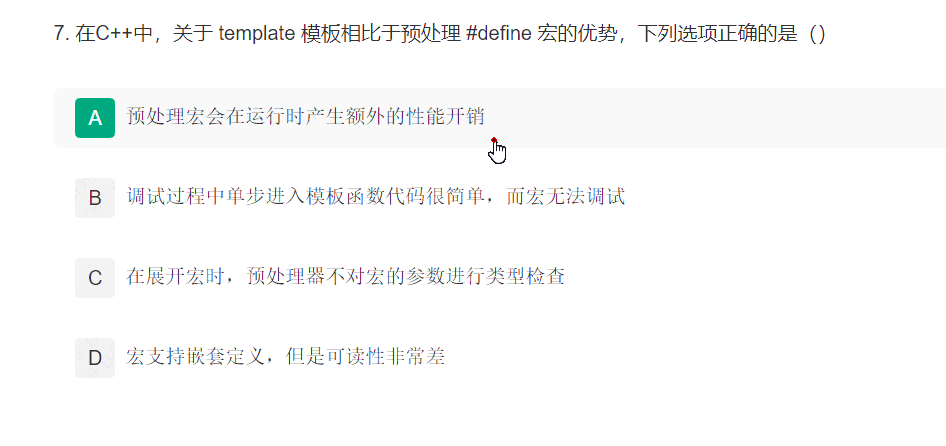 7. 在C++中，关于 template 模板相比于预处理 #define 宏的优势，下列选项正确的是（）
A 预处理宏会在运行时产生额外的性能开销
B 调试过程中单步进入模板函数代码很简单，而宏无法调试
C 在展开宏时，预处理器不对宏的参数进行类型检查
D 宏支持嵌套定义，但是可读性非常差